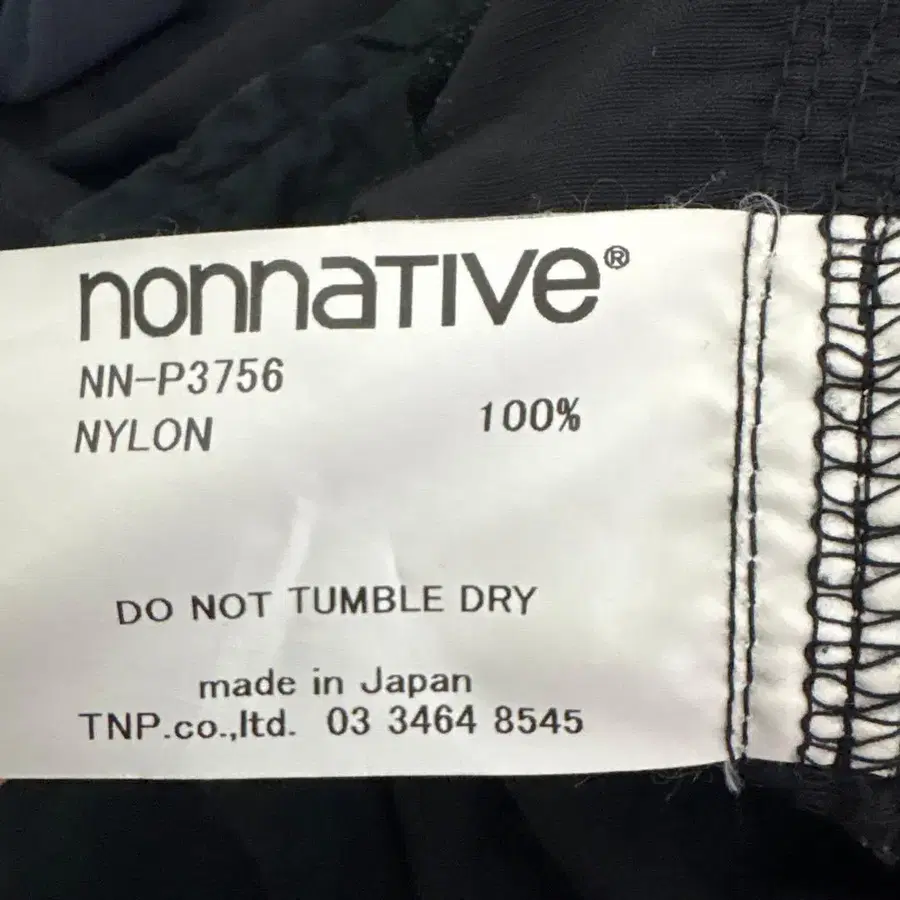 nonnative®
NN-P3756
NYLON 100%
DO NOT TUMBLE DRY
made in Japan
TNP.co.,ltd. 03 3464 8545